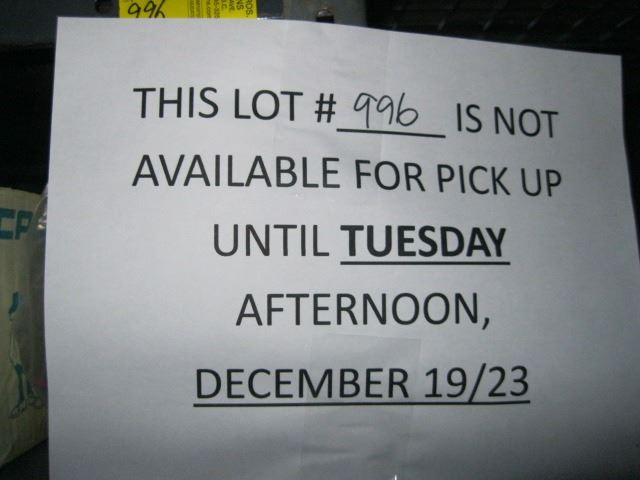 996
THIS LOT # 996 IS NOT
AVAILABLE FOR PICK UP
UNTIL TUESDAY
AFTERNOON,
DECEMBER 19/23